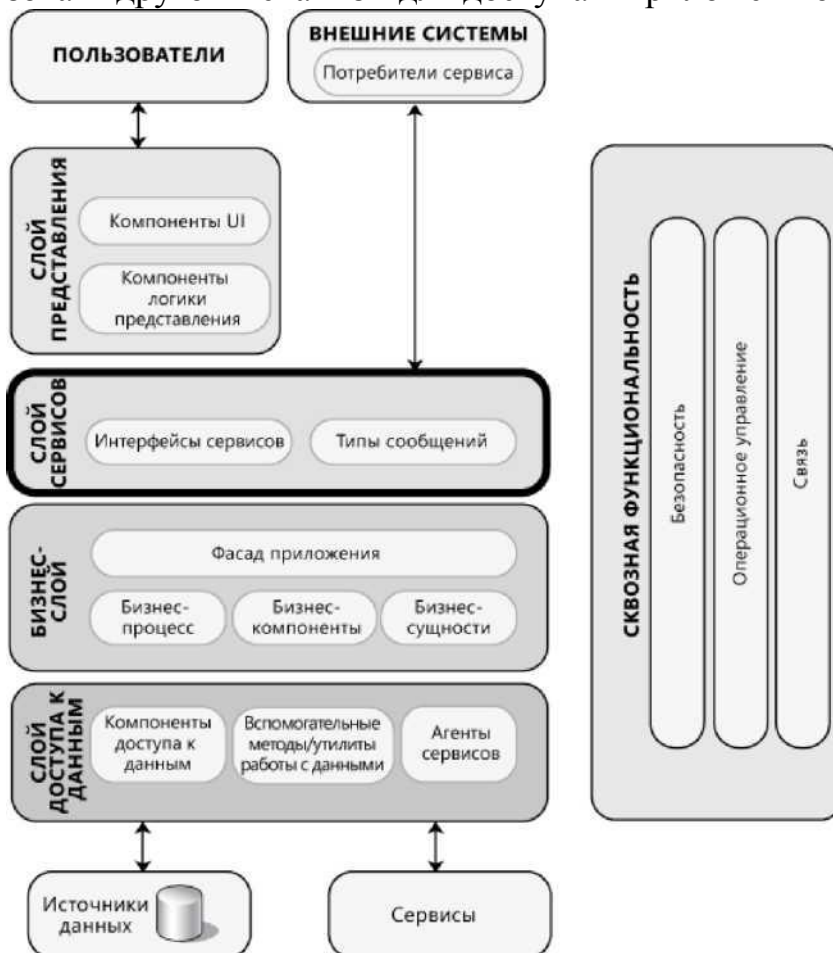 ПОЛЬЗОВАТЕЛИ
ВНЕШНИЕ СИСТЕМЫ
Потребители сервиса
СЛОЙ
ПРЕДСТАВЛЕНИЯ
Компоненты UI
Компоненты
логики
представления
СЛОЙ
СЕРВИСОВ
Интерфейсы сервисов
Типы сообщений
БИЗНЕС-
СЛОЙ
Фасад приложения
Бизнес-
процесс
Бизнес-
компоненты
Бизнес-
сущности
СЛОЙ
ДОСТУПА К
ДАННЫМ
Компоненты
доступа к
данным
Вспомогательные
методы/утилиты
работы с данными
Агенты
сервисов
Источники
данных
Сервисы
СКВОЗНАЯ ФУНКЦИОНАЛЬНОСТЬ
Безопасность
Операционное управление
Связь